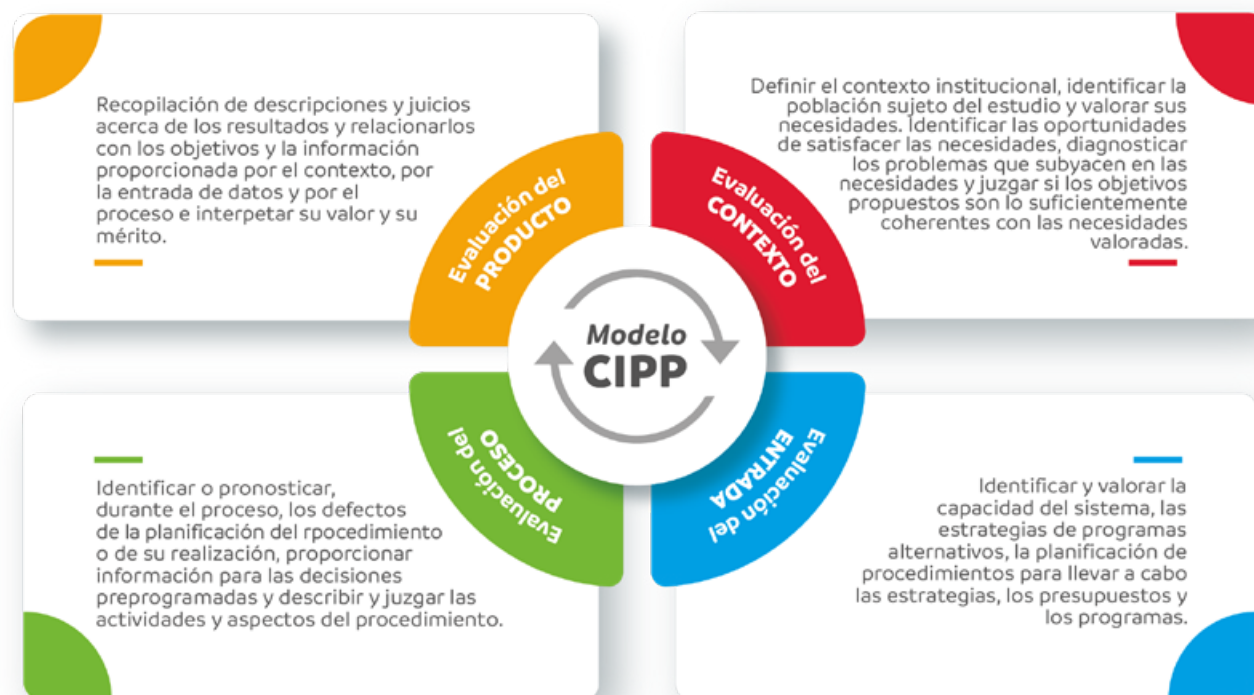 Recopilación de descripciones y juicios
acerca de los resultados y relacionarlos
con los objetivos y la información
proporcionada por el contexto, por
la entrada de datos y por el
proceso e interpetar su valor y su
mérito.
Evaluación del
PRODUCTO
Definir el contexto institucional, identificar la
población sujeto del estudio y valorar sus
necesidades. Identificar las oportunidades
de satisfacer las necesidades, diagnosticar
los problemas que subyacen en las
necesidades y juzgar si los objetivos
propuestos son lo suficientemente
coherentes con las necesidades
valoradas.
Evaluación del
CONTEXTO
Modelo
CIPP
Identificar o pronosticar,
durante el proceso, los defectos
de la planificación del rpocedimiento
o de su realización, proporcionar
información para las decisiones
preprogramadas y describir y juzgar las
actividades y aspectos del procedimiento.
Evaluación del
PROCESO
Identificar y valorar la
capacidad del sistema, las
estrategias de programas
alternativos, la planificación de
procedimientos para llevar a cabo
las estrategias, los presupuestos y
los programas.
Evaluación del
ENTRADA